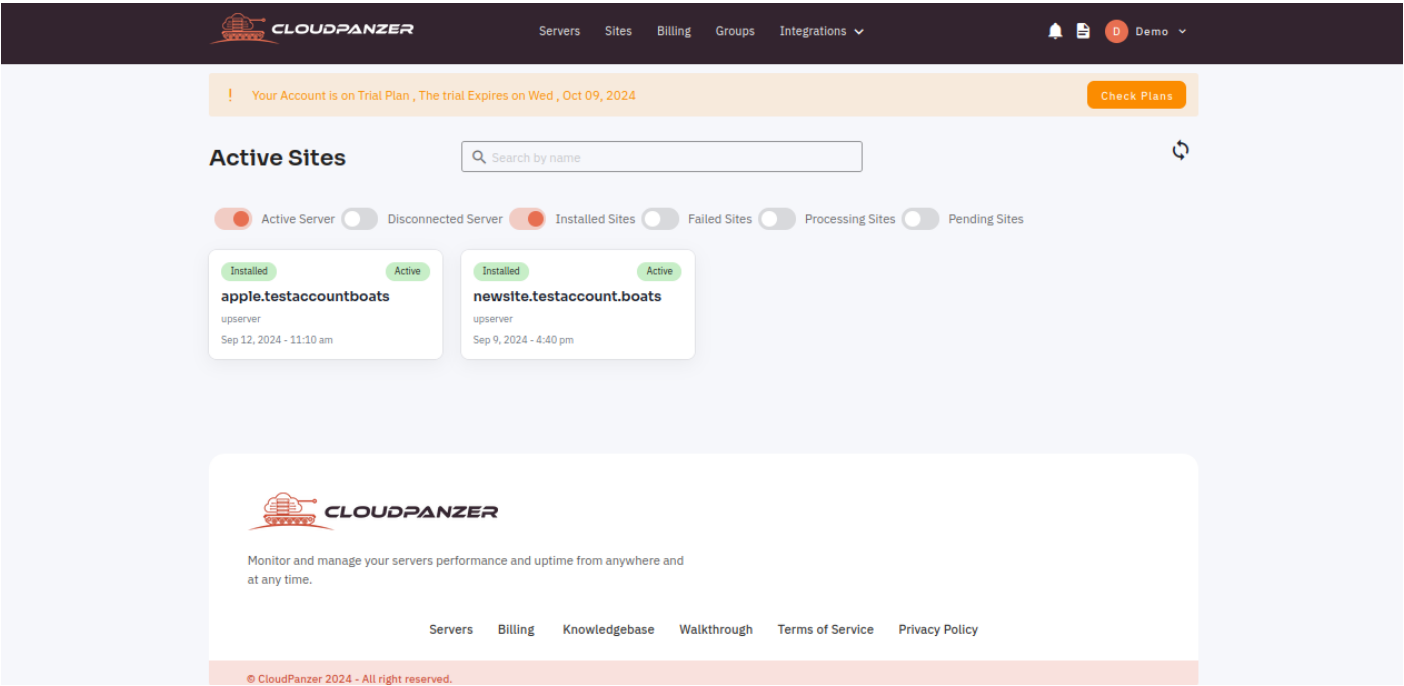 CLOUDPANZER
Servers Sites Billing Groups Integrations
D Demo
! Your Account is on Trial Plan , The trial Expires on Wed , Oct 09, 2024
Check Plans
Active Sites
Search by name
Active Server Disconnected Server Installed Sites Failed Sites Processing Sites Pending Sites
Installed Active
apple.testaccountboats
upserver
Sep 12, 2024 - 11:10 am
Installed Active
newsite.testaccount.boats
upserver
Sep 9, 2024 - 4:40 pm
CLOUDPANZER
Monitor and manage your servers performance and uptime from anywhere and
at any time.
Servers Billing Knowledgebase Walkthrough Terms of Service Privacy Policy
© CloudPanzer 2024 - All right reserved.